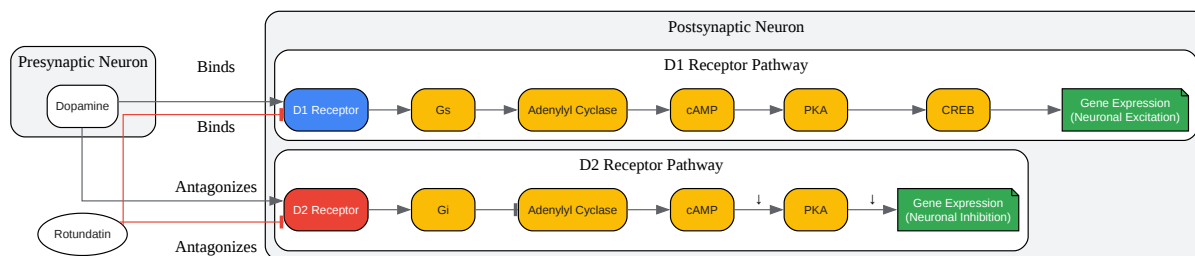 Postsynaptic Neuron
Presynaptic Neuron
Dopamine
Binds
Binds
D1 Receptor Pathway
D1 Receptor
Gs
Adenylyl Cyclase
cAMP
PKA
CREB
Gene Expression
(Neuronal Excitation)
D2 Receptor Pathway
Antagonizes
D2 Receptor
Gi
Adenylyl Cyclase
cAMP
↓
PKA
↓
Gene Expression
(Neuronal Inhibition)
Rotundatin
Antagonizes